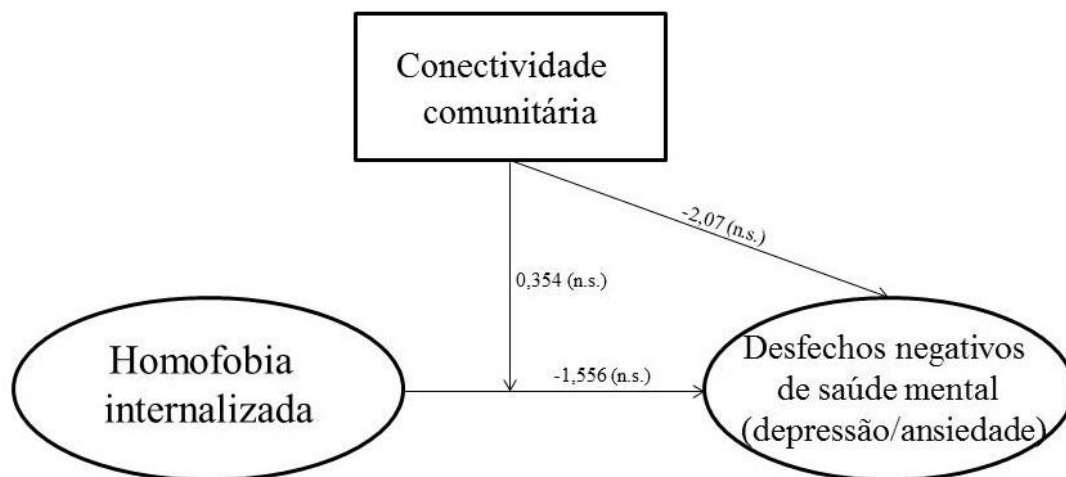 Conectividade
comunitária
-2,07 (n.s.)
0,354 (n.s.)
Homofobia
internalizada
-1,556 (n.s.)
Desfechos negativos
de saúde mental
(depressão/ansiedade)